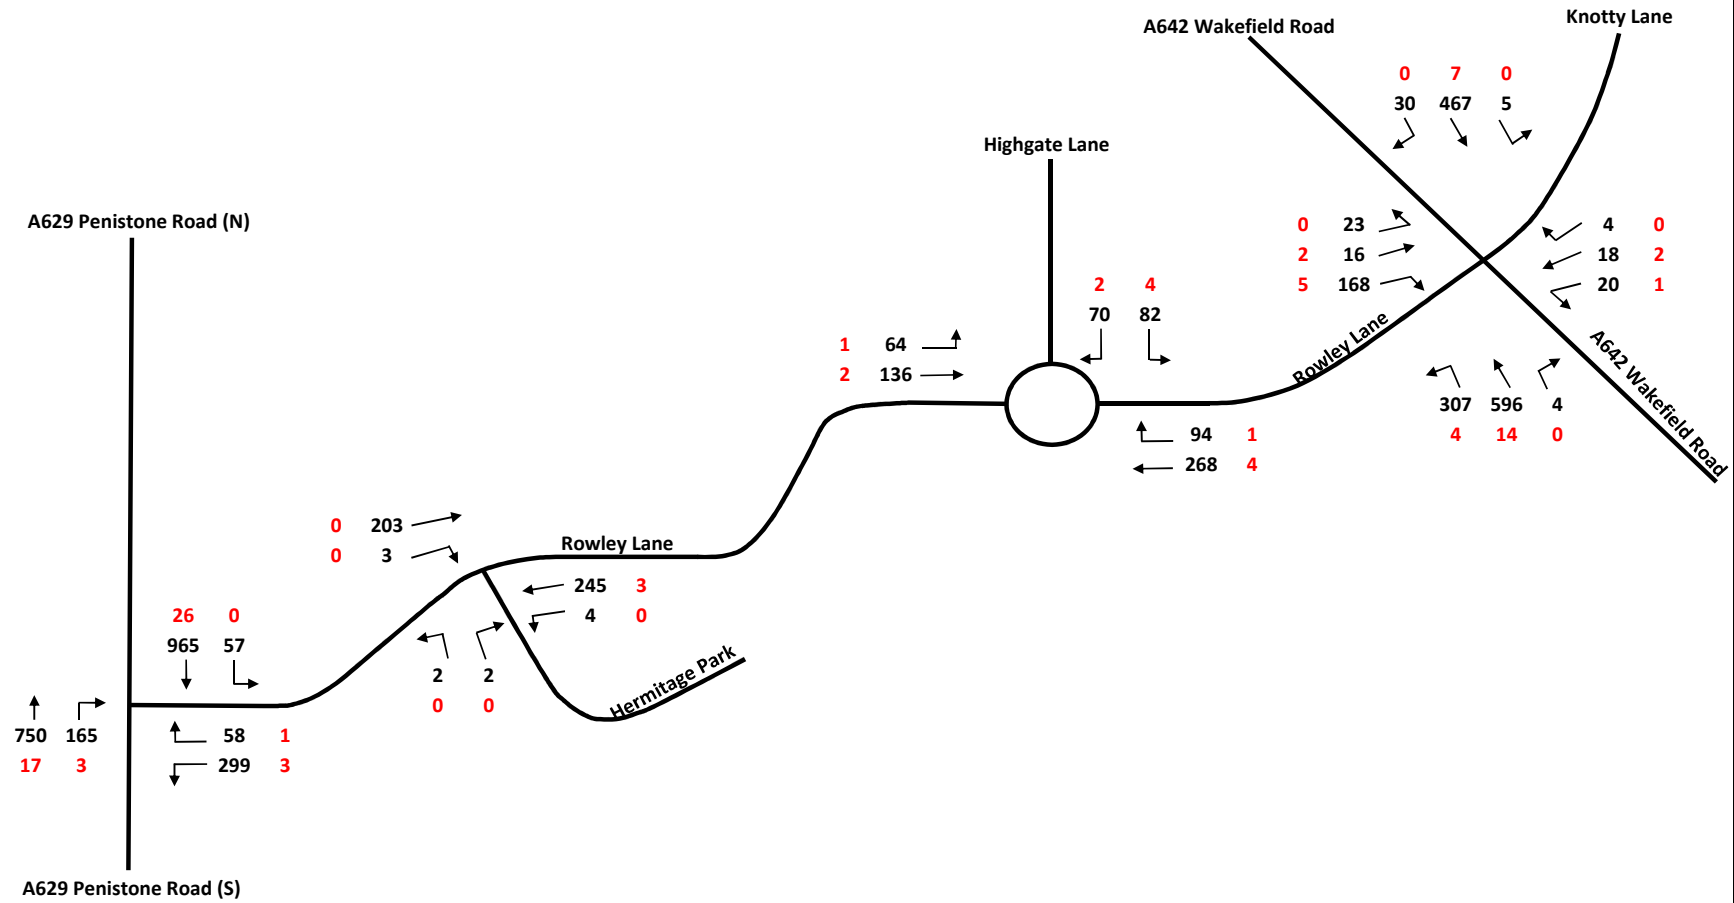 Knotty Lane
A642 Wakefield Road
0 7 0
30 467 5
Highgate Lane
A629 Penistone Road (N)
0 23
2 16
5 168
4 0
18 2
20 1
2 4
70 82
1 64
2 136
Rowley Lane
A642 Wakefield Road
307 596 4
4 14 0
94 1
268 4
0 203
0 3
Rowley Lane
245 3
4 0
26 0
965 57
2 2
0 0
Hermitage Park
750 165
17 3
58 1
299 3
A629 Penistone Road (S)